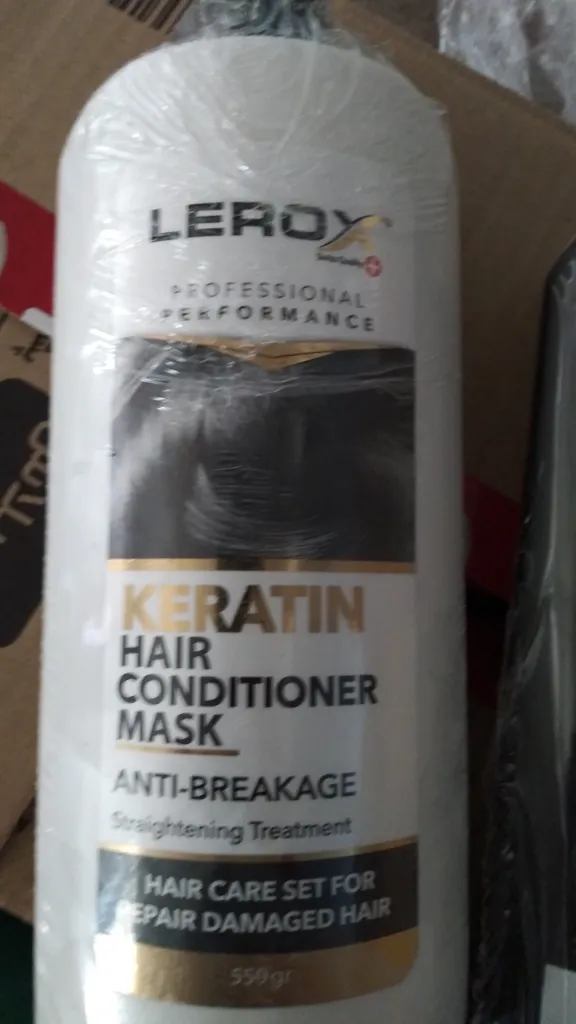 LEROX
PROFESSIONAL
PERFORMANCE
KERATIN
HAIR
CONDITIONER
MASK
ANTI-BREAKAGE
Straightening Treatment
HAIR CARE SET FOR
REPAIR DAMAGED HAIR
550gr